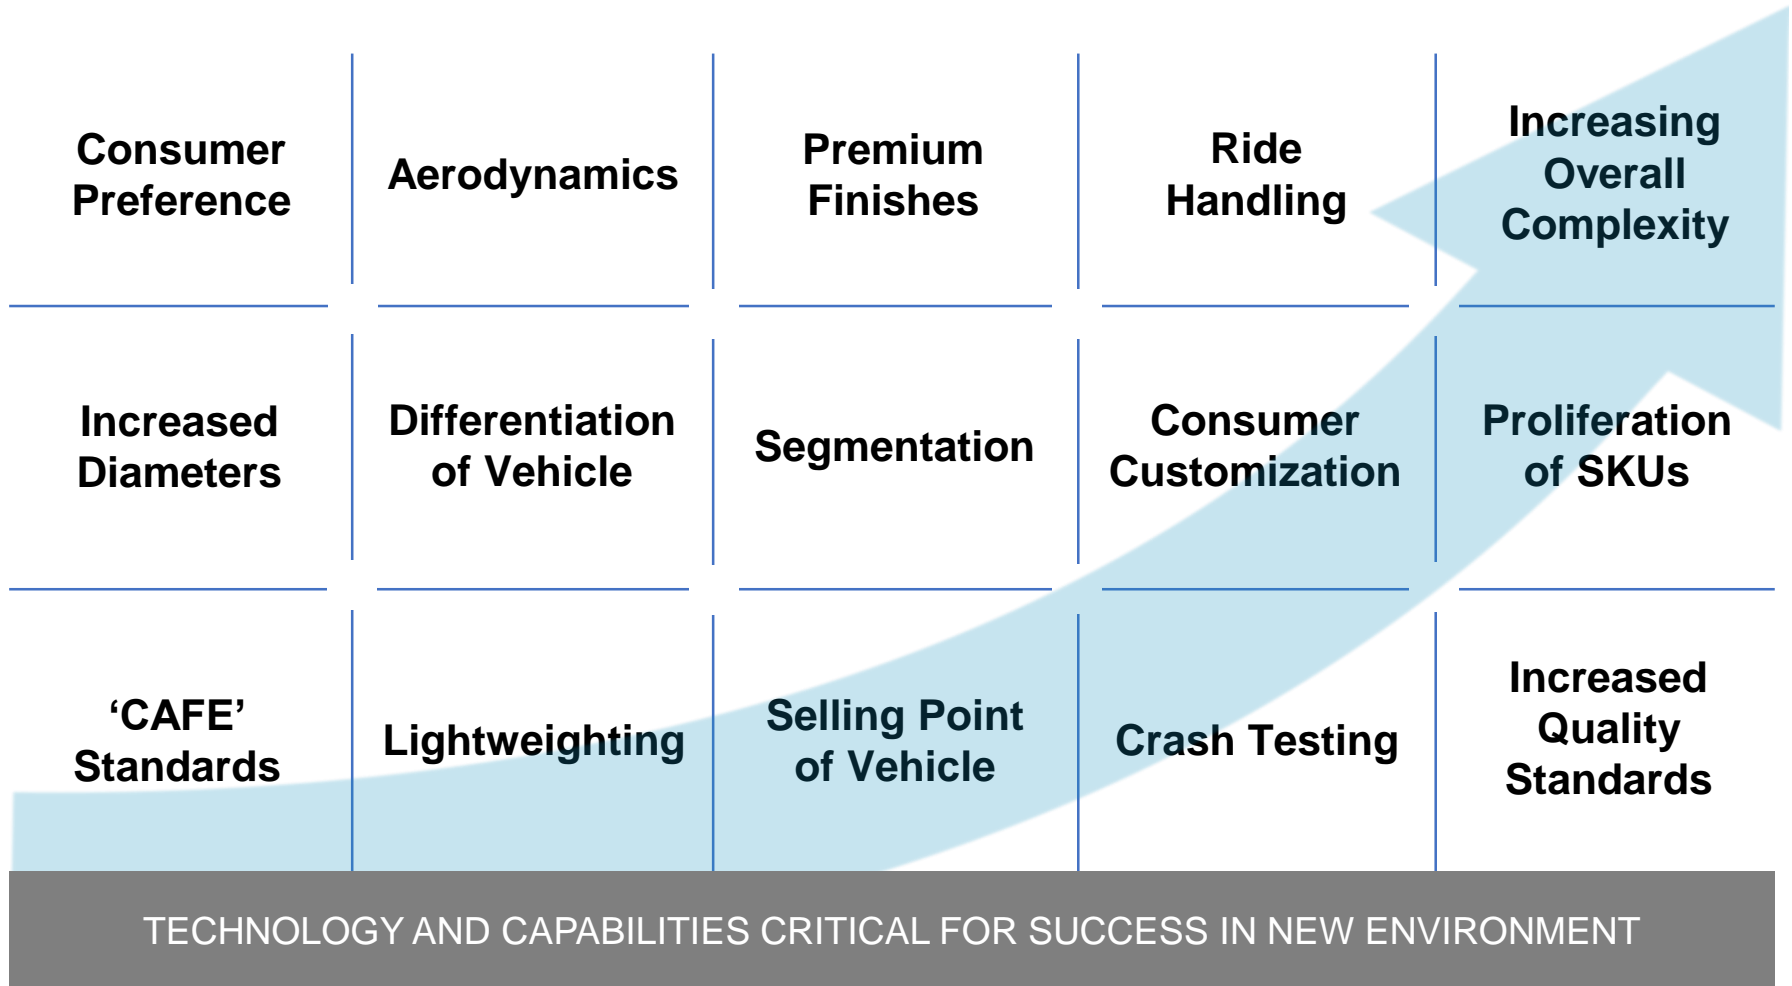 Consumer
Preference
Aerodynamics
Premium
Finishes
Ride
Handling
Increasing
Overall
Complexity
Increased
Diameters
Differentiation
of Vehicle
Segmentation
Consumer
Customization
Proliferation
of SKUs
‘CAFE’
Standards
Lightweighting
Selling Point
of Vehicle
Crash Testing
Increased
Quality
Standards
TECHNOLOGY AND CAPABILITIES CRITICAL FOR SUCCESS IN NEW ENVIRONMENT